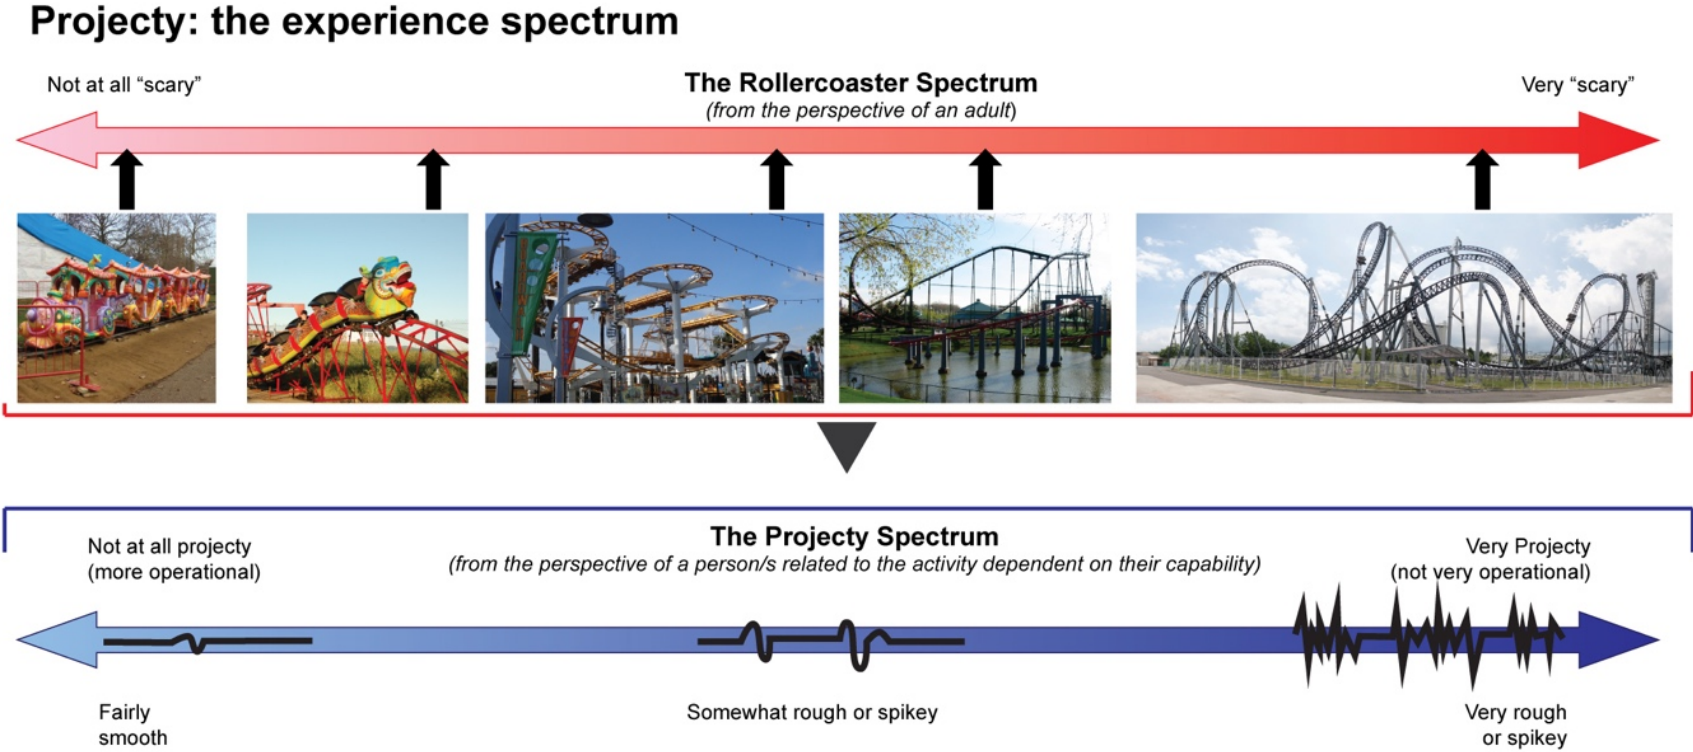 Projecty: the experience spectrum
Not at all “scary”
The Rollercoaster Spectrum
Very “scary”
(from the perspective of an adult)
The Projecty Spectrum
(from the perspective of a person/s related to the activity dependent on their capability)
Not at all projecty
(more operational)
Very Projecty
(not very operational)
Fairly
smooth
Somewhat rough or spikey
Very rough
or spikey